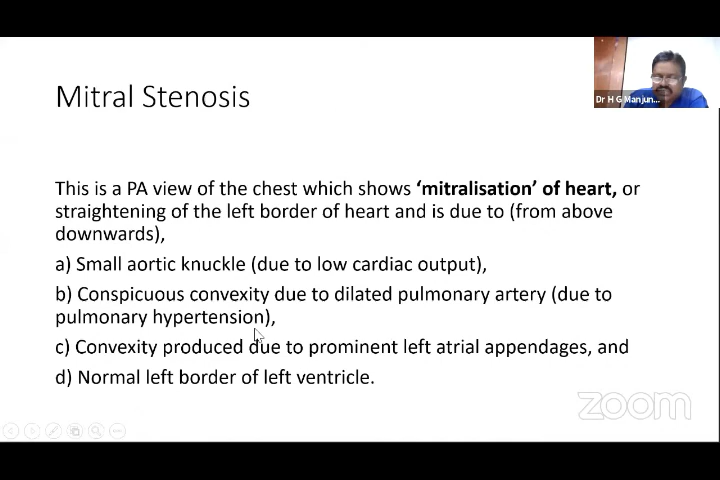 Dr H G Manjun...
Mitral Stenosis
This is a PA view of the chest which shows 'mitralisation' of heart, or
straightening of the left border of heart and is due to (from above
downwards),
a) Small aortic knuckle (due to low cardiac output),
b) Conspicuous convexity due to dilated pulmonary artery (due to
pulmonary hypertension),
c) Convexity produced due to prominent left atrial appendages, and
d) Normal left border of left ventricle.
zoom